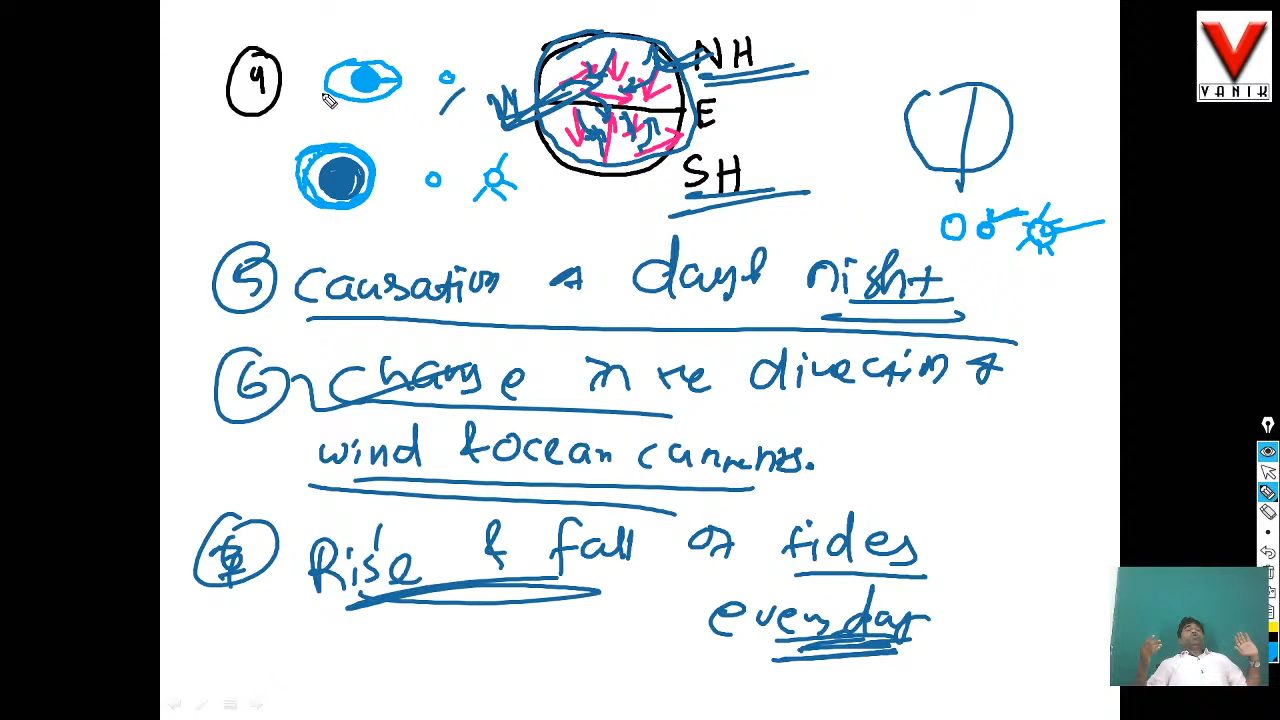 4
NH
E
SH
V
VANIK
5 Causation of day & night
6 Change in the direction of
wind & ocean currents.
7 Rise & fall of tides
everyday